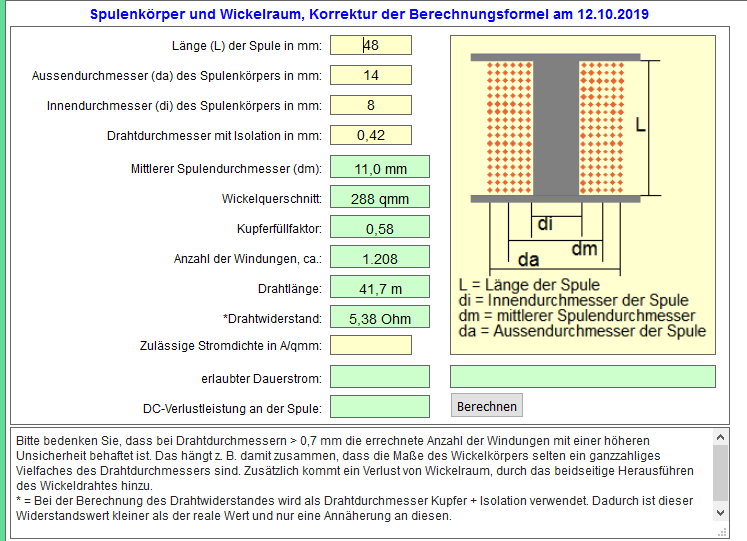 Spulenkörper und Wickelraum, Korrektur der Berechnungsformel am 12.10.2019
Länge (L) der Spule in mm: 48
Aussendurchmesser (da) des Spulenkörpers in mm: 14
Innendurchmesser (di) des Spulenkörpers in mm: 8
Drahtdurchmesser mit Isolation in mm: 0,42
Mittlerer Spulendurchmesser (dm): 11,0 mm
Wickelquerschnitt: 288 qmm
Kupferfüllfaktor: 0,58
Anzahl der Windungen, ca.: 1.208
Drahtlänge: 41,7 m
*Drahtwiderstand: 5,38 Ohm
Zulässige Stromdichte in A/qmm:
erlaubter Dauerstrom:
DC-Verlustleistung an der Spule:
Berechnen
L
di
dm
da
L = Länge der Spule
di = Innendurchmesser der Spule
dm = mittlerer Spulendurchmesser
da = Aussendurchmesser der Spule
Bitte bedenken Sie, dass bei Drahtdurchmessern > 0,7 mm die errechnete Anzahl der Windungen mit einer höheren
Unsicherheit behaftet ist. Das hängt z. B. damit zusammen, dass die Maße des Wickelkörpers selten ein ganzzahliges
Vielfaches des Drahtdurchmessers sind. Zusätzlich kommt ein Verlust von Wickelraum, durch das beidseitige Herausführen
des Wickeldrahtes hinzu.
* = Bei der Berechnung des Drahtwiderstandes wird als Drahtdurchmesser Kupfer + Isolation verwendet. Dadurch ist dieser
Widerstandswert kleiner als der reale Wert und nur eine Annäherung an diesen.